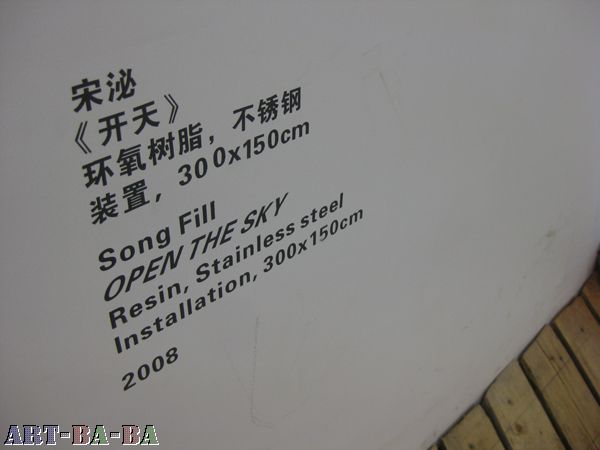 宋泌
《开天》
环氧树脂，不锈钢
装置，300x150cm
Song Fill
OPEN THE SKY
Resin, Stainless steel
Installation, 300x150cm
2008
ART-BA-BA